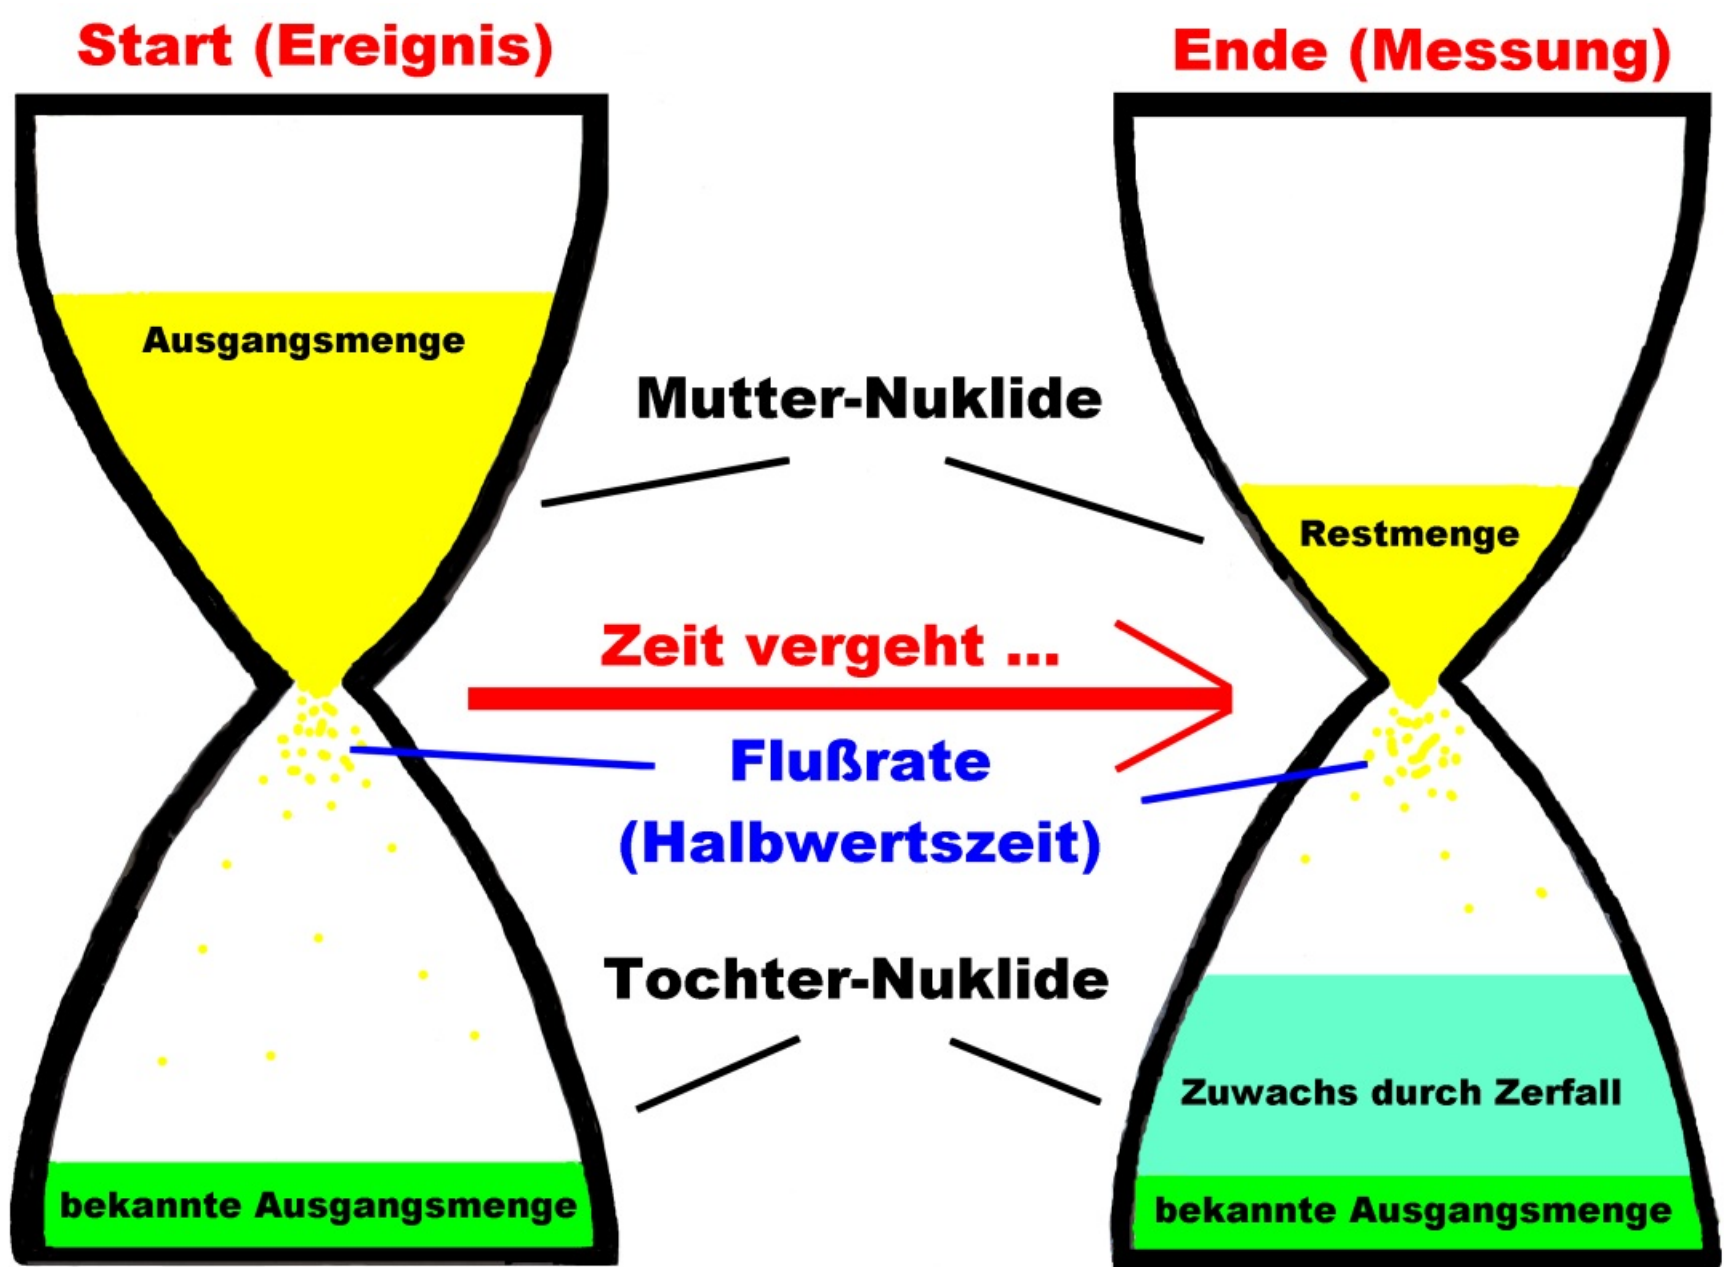 Start (Ereignis)
Ende (Messung)
Ausgangsmenge
Mutter-Nuklide
Restmenge
Zeit vergeht ...
Flußrate
(Halbwertszeit)
Tochter-Nuklide
Zuwachs durch Zerfall
bekannte Ausgangsmenge
bekannte Ausgangsmenge